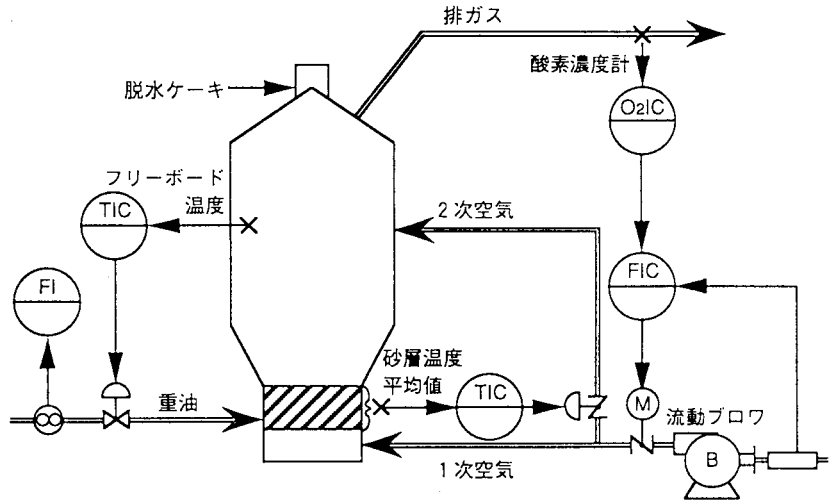 排ガス
酸素濃度計
脱水ケーキ
O₂IC
フリーボード
温度
TIC
2次空気
FI
FIC
砂層温度
平均値
TIC
M
重油
流動ブロワ
B
1次空気